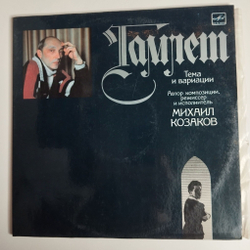 Гамлет
Тема
и вариации
Автор композиции,
режиссер
и исполнитель
МИХАИЛ
КОЗАКОВ